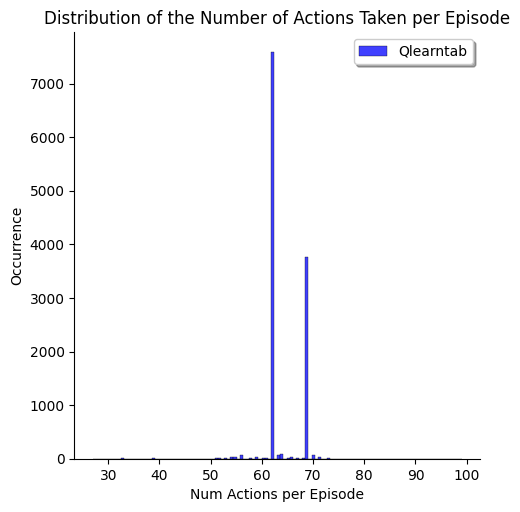 Distribution of the Number of Actions Taken per Episode
Qlearntab
7000
6000
5000
4000
3000
2000
1000
0
Occurrence
30 40 50 60 70 80 90 100
Num Actions per Episode